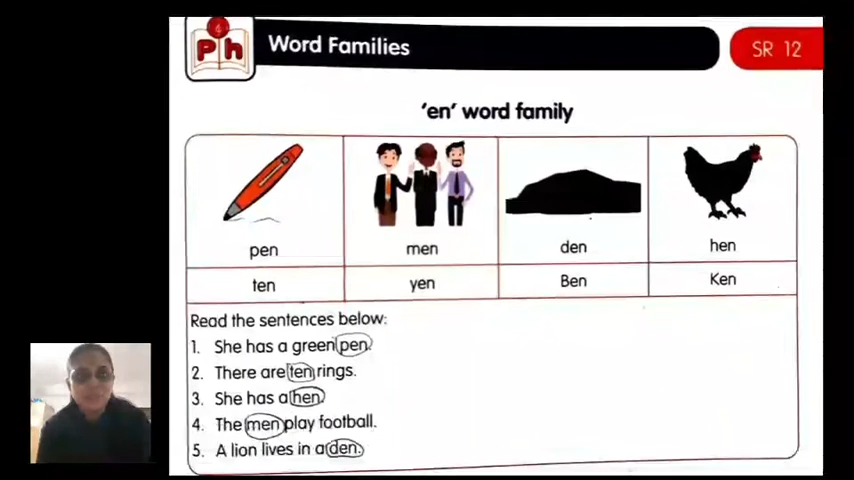 Ph
Word Families
SR 12
'en' word family
pen men den hen
ten yen Ben Ken
Read the sentences below:
1. She has a green pen.
2. There are ten rings.
3. She has a hen.
4. The men play football.
5. A lion lives in a den.